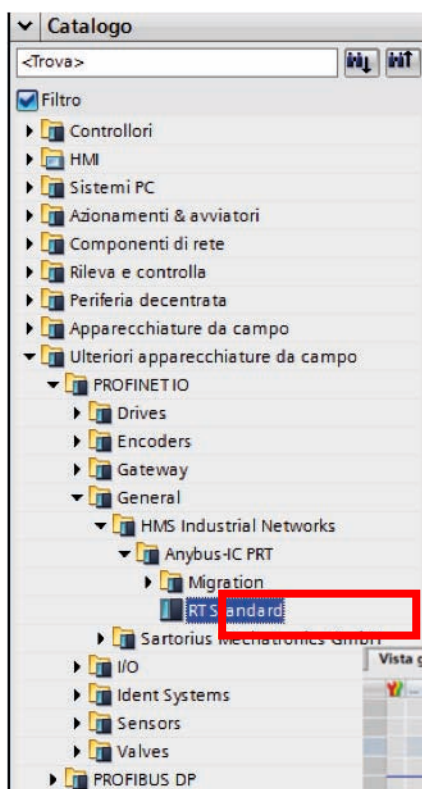 Catalogo
<Trova>
Filtro
Controllori
HMI
Sistemi PC
Azionamenti & avviatori
Componenti di rete
Rileva e controlla
Periferia decentrata
Apparecchiature da campo
Ulteriori apparecchiature da campo
PROFINET IO
Drives
Encoders
Gateway
General
HMS Industrial Networks
Anybus-IC PRT
Migration
RT Standard
Sartorius Mechatronics GmbH
Vista g
I/O
Ident Systems
Sensors
Valves
PROFIBUS DP